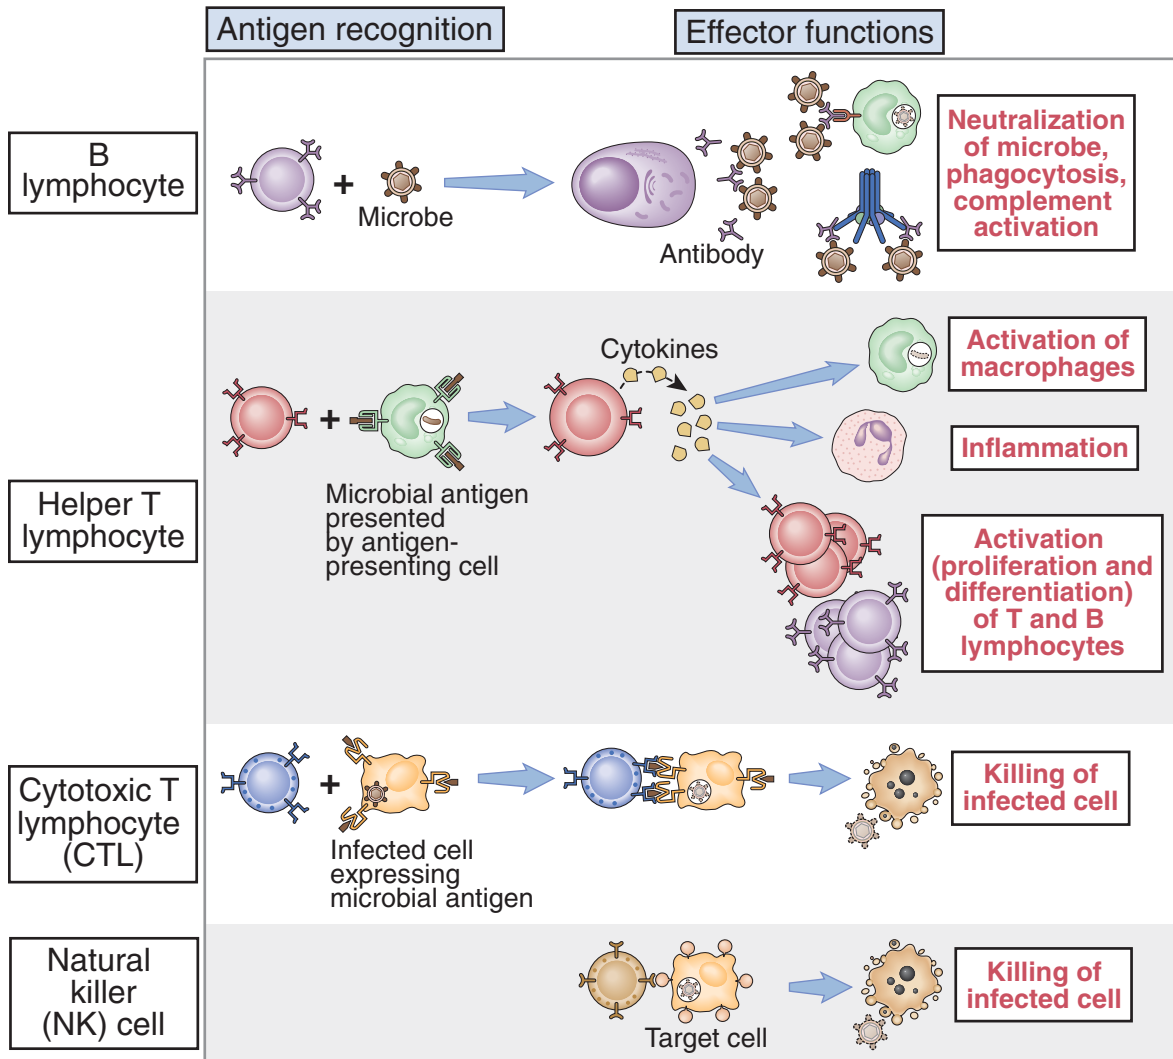 Antigen recognition
Effector functions
B
lymphocyte
Microbe
Antibody
Neutralization
of microbe,
phagocytosis,
complement
activation
Helper T
lymphocyte
Microbial antigen
presented
by antigen-
presenting cell
Cytokines
Activation of
macrophages
Inflammation
Activation
(proliferation and
differentiation)
of T and B
lymphocytes
Cytotoxic T
lymphocyte
(CTL)
Infected cell
expressing
microbial antigen
Killing of
infected cell
Natural
killer
(NK) cell
Target cell
Killing of
infected cell